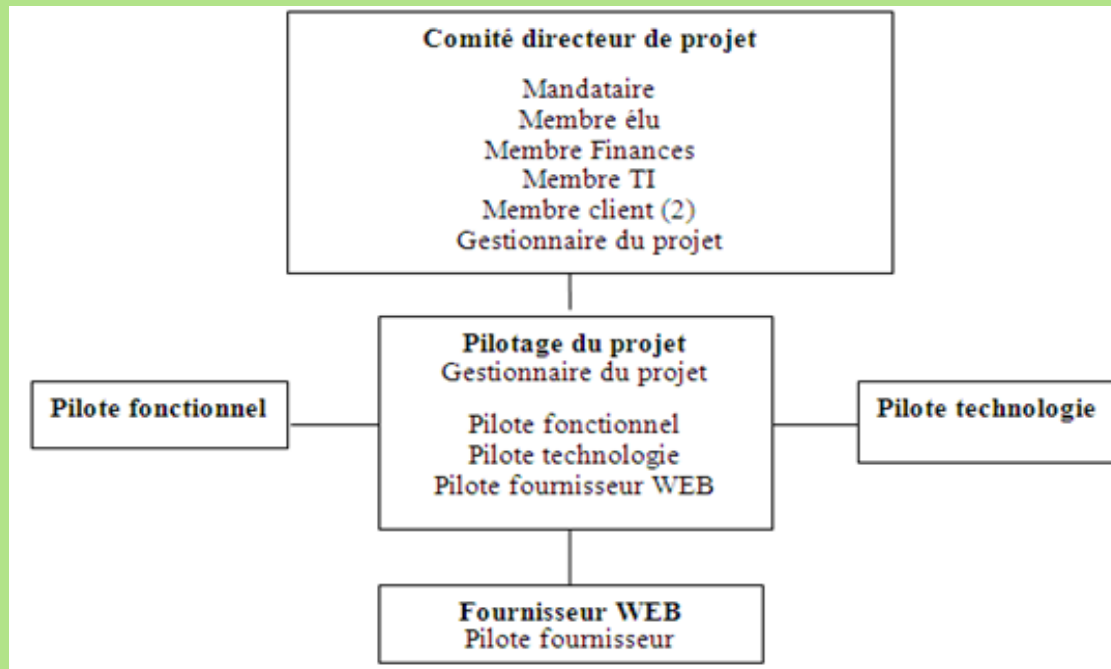 Comité directeur de projet
Mandataire
Membre élu
Membre Finances
Membre TI
Membre client (2)
Gestionnaire du projet
Pilotage du projet
Gestionnaire du projet
Pilote fonctionnel
Pilote technologie
Pilote fournisseur WEB
Pilote fonctionnel
Pilote technologie
Fournisseur WEB
Pilote fournisseur